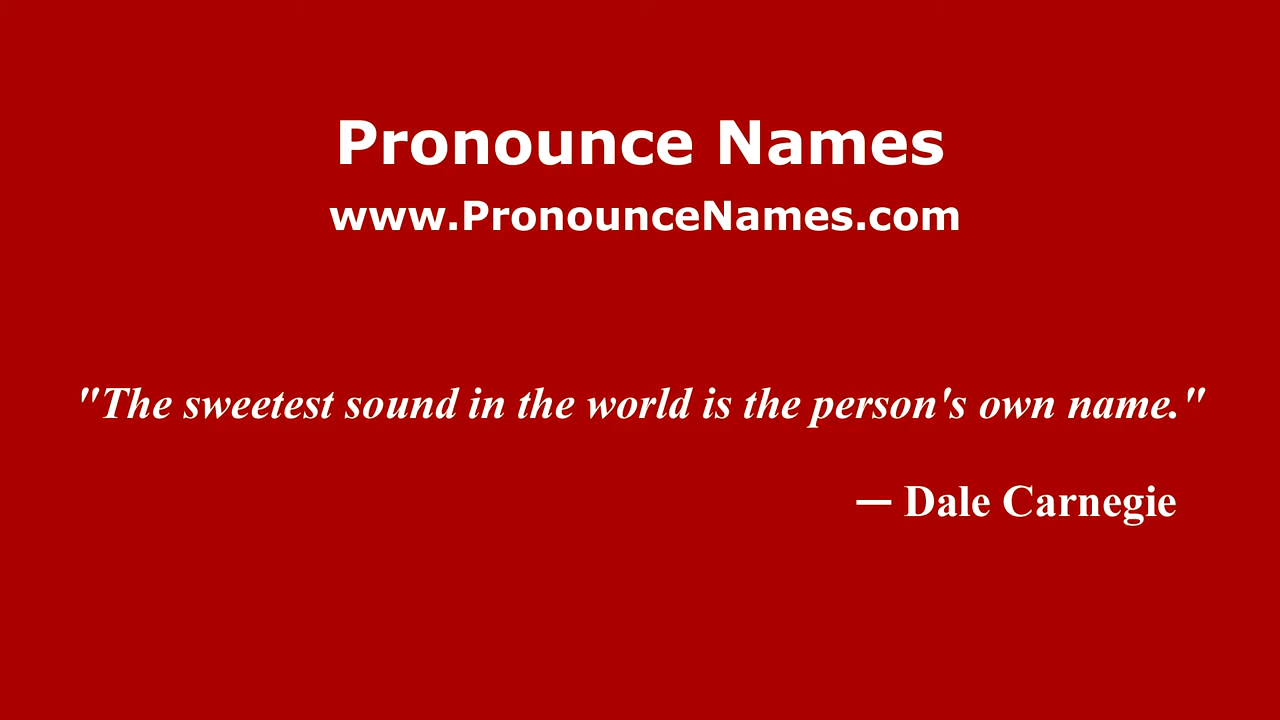 Pronounce Names
www.PronounceNames.com
"The sweetest sound in the world is the person's own name."
— Dale Carnegie